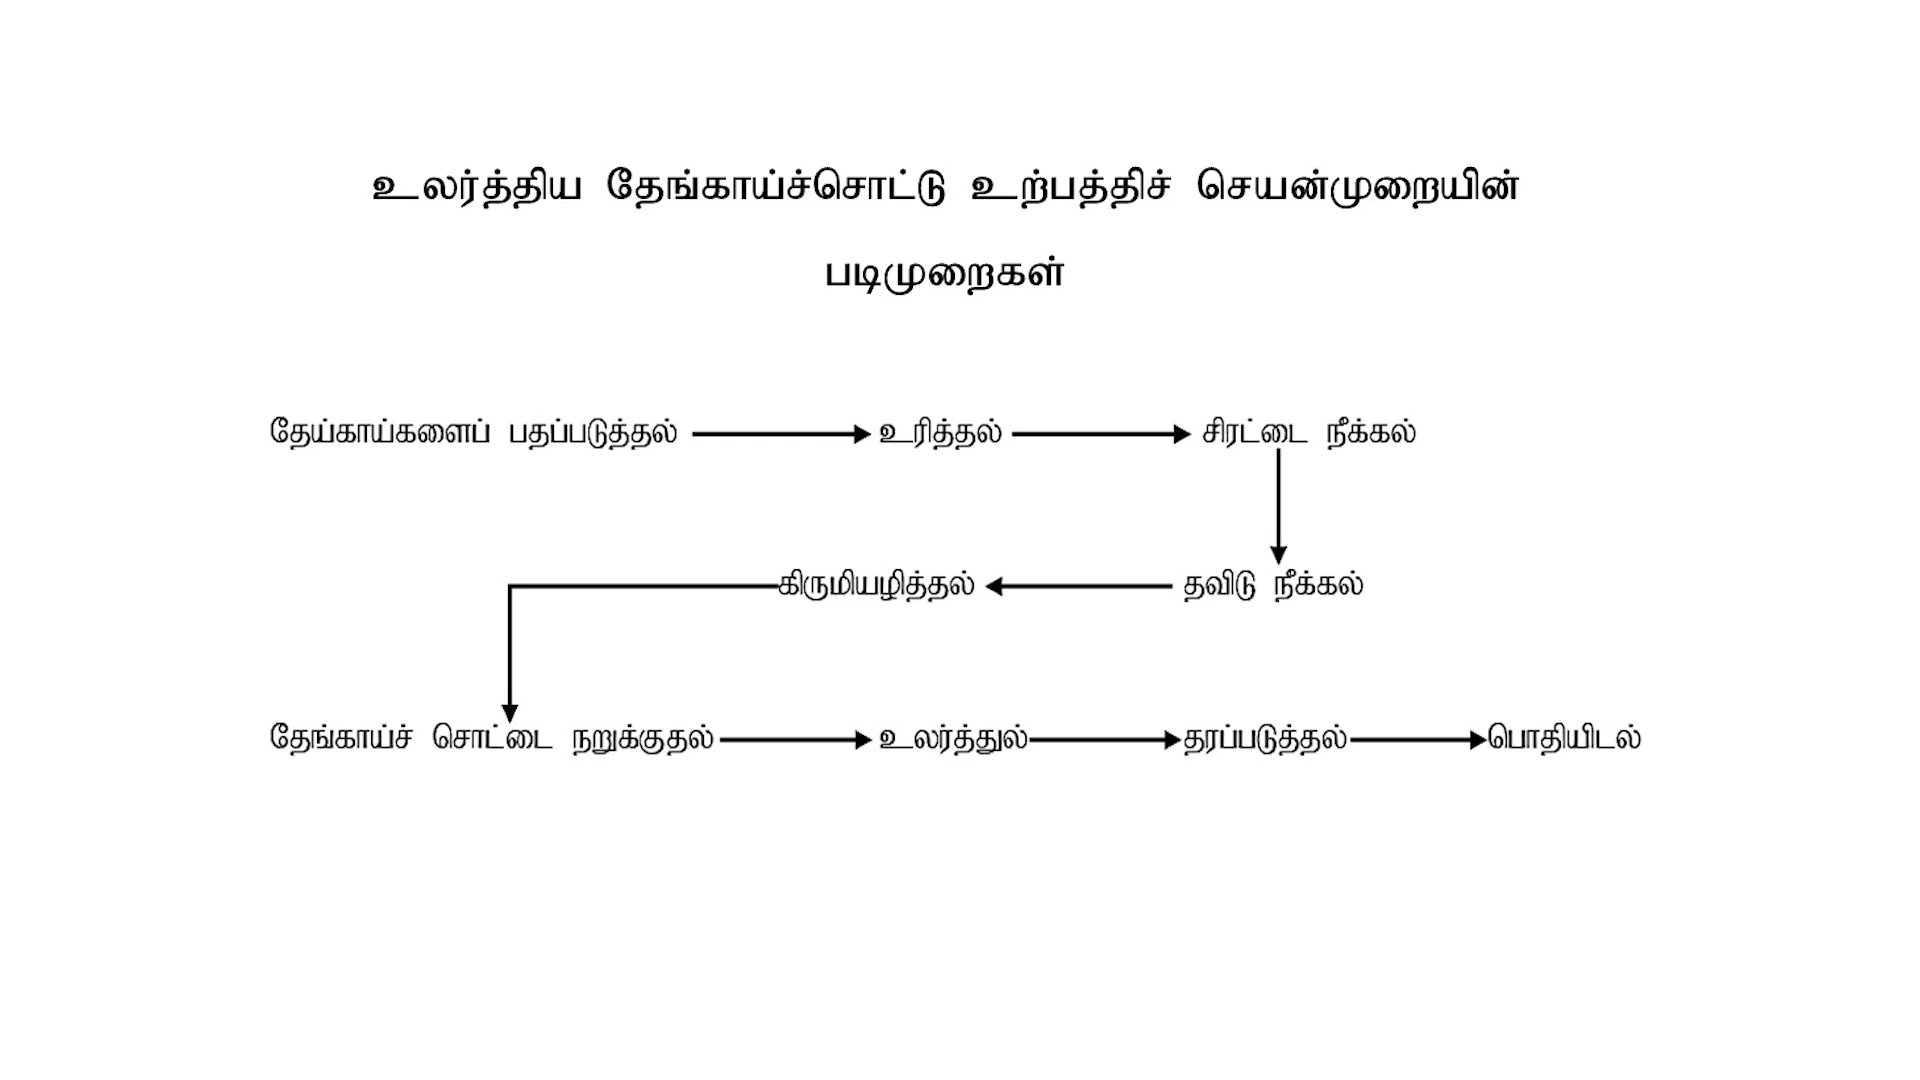 உலர்த்திய தேங்காய்ச்சொட்டு உற்பத்திச் செயன்முறையின்
படிமுறைகள்
தேய்காய்களைப் பதப்படுத்தல் உரித்தல் சிரட்டை நீக்கல்
கிருமியழித்தல் தவிடு நீக்கல்
தேங்காய்ச் சொட்டை நறுக்குதல் உலர்த்துல் தரப்படுத்தல் பொதியிடல்